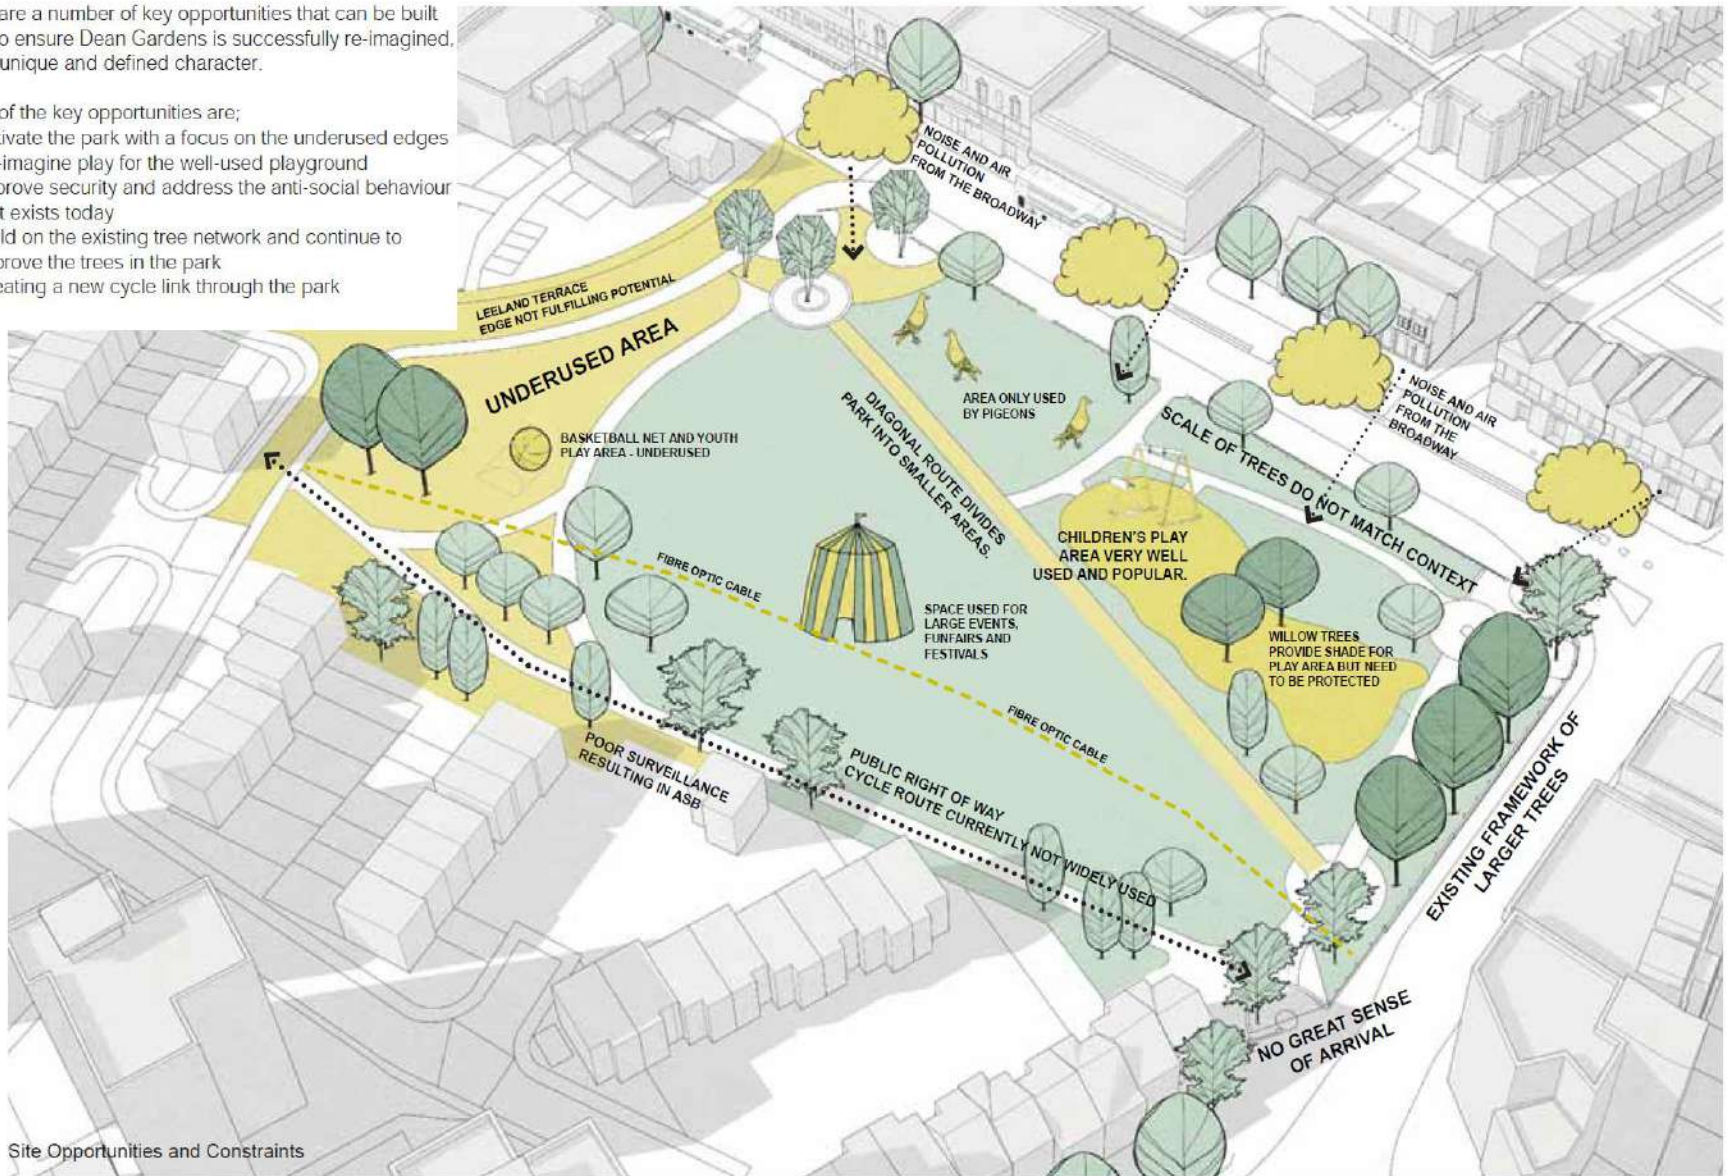 are a number of key opportunities that can be built
o ensure Dean Gardens is successfully re-imagined,
unique and defined character.
of the key opportunities are;
ivate the park with a focus on the underused edges
-imagine play for the well-used playground
prove security and address the anti-social behaviour
t exists today
ld on the existing tree network and continue to
prove the trees in the park
eating a new cycle link through the park
NOISE AND AIR
POLLUTION
FROM THE BROADWAY
LEELAND TERRACE
EDGE NOT FULFILLING POTENTIAL
UNDERUSED AREA
BASKETBALL NET AND YOUTH
PLAY AREA - UNDERUSED
AREA ONLY USED
BY PIGEONS
DIAGONAL ROUTE DIVIDES
PARK INTO SMALLER AREAS.
SCALE OF TREES DO NOT MATCH CONTEXT
NOISE AND AIR
POLLUTION
FROM THE
BROADWAY
CHILDREN'S PLAY
AREA VERY WELL
USED AND POPULAR.
FIBRE OPTIC CABLE
SPACE USED FOR
LARGE EVENTS,
FUNFAIRS AND
FESTIVALS
WILLOW TREES
PROVIDE SHADE FOR
PLAY AREA BUT NEED
TO BE PROTECTED
FIBRE OPTIC CABLE
POOR SURVEILLANCE
RESULTING IN ASB
PUBLIC RIGHT OF WAY
CYCLE ROUTE CURRENTLY NOT WIDELY USED
EXISTING FRAMEWORK OF
LARGER TREES
NO GREAT SENSE
OF ARRIVAL
Site Opportunities and Constraints